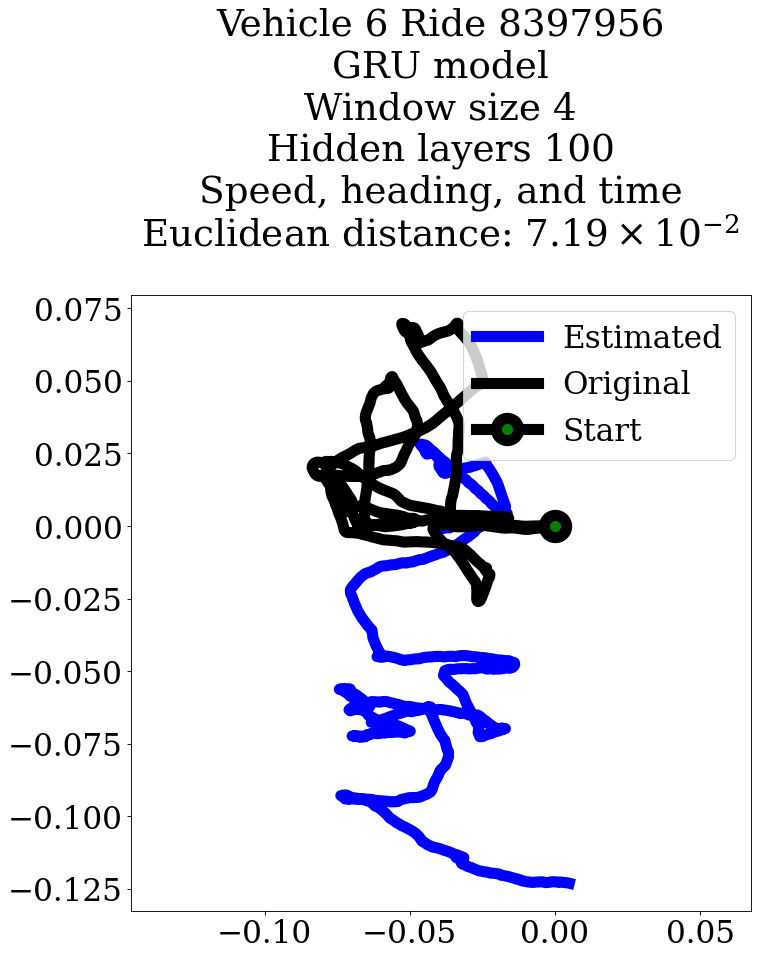 Vehicle 6 Ride 8397956
GRU model
Window size 4
Hidden layers 100
Speed, heading, and time
Euclidean distance: 7.19 × 10⁻²
Estimated
Original
Start
0.075
0.050
0.025
0.000
−0.025
−0.050
−0.075
−0.100
−0.125
−0.10 −0.05 0.00 0.05